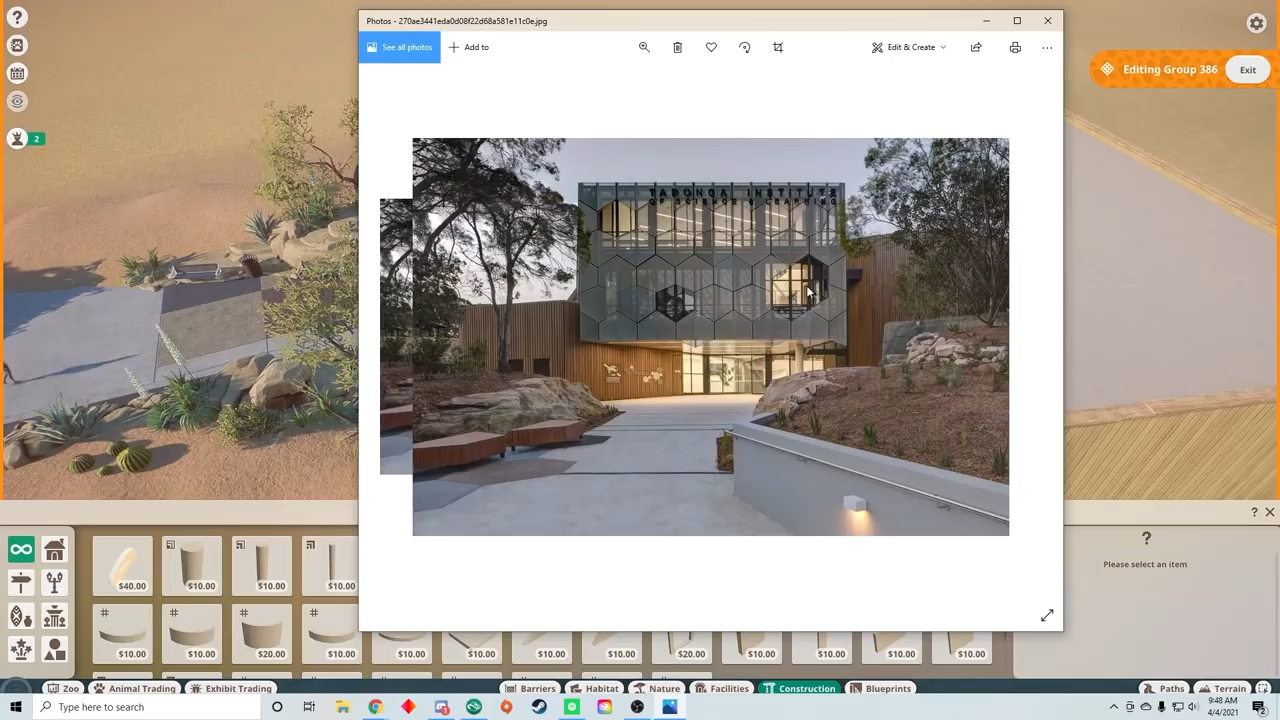 Photos - 270ae3441eda0d08f22d68a581e11c0e.jpg
See all photos
Add to
Edit & Create
Editing Group 386
Exit
2
TARONGA INSTITUTE
OF SCIENCE & LEARNING
?
Please select an item
$40.00
$10.00
$10.00
$10.00
$10.00
$10.00
$20.00
$10.00
$10.00
$10.00
$10.00
$10.00
$20.00
$10.00
$10.00
$10.00
$10.00
Zoo
Animal Trading
Exhibit Trading
Barriers
Habitat
Nature
Facilities
Construction
Blueprints
Paths
Terrain
Type here to search
9:48 AM
4/4/2021